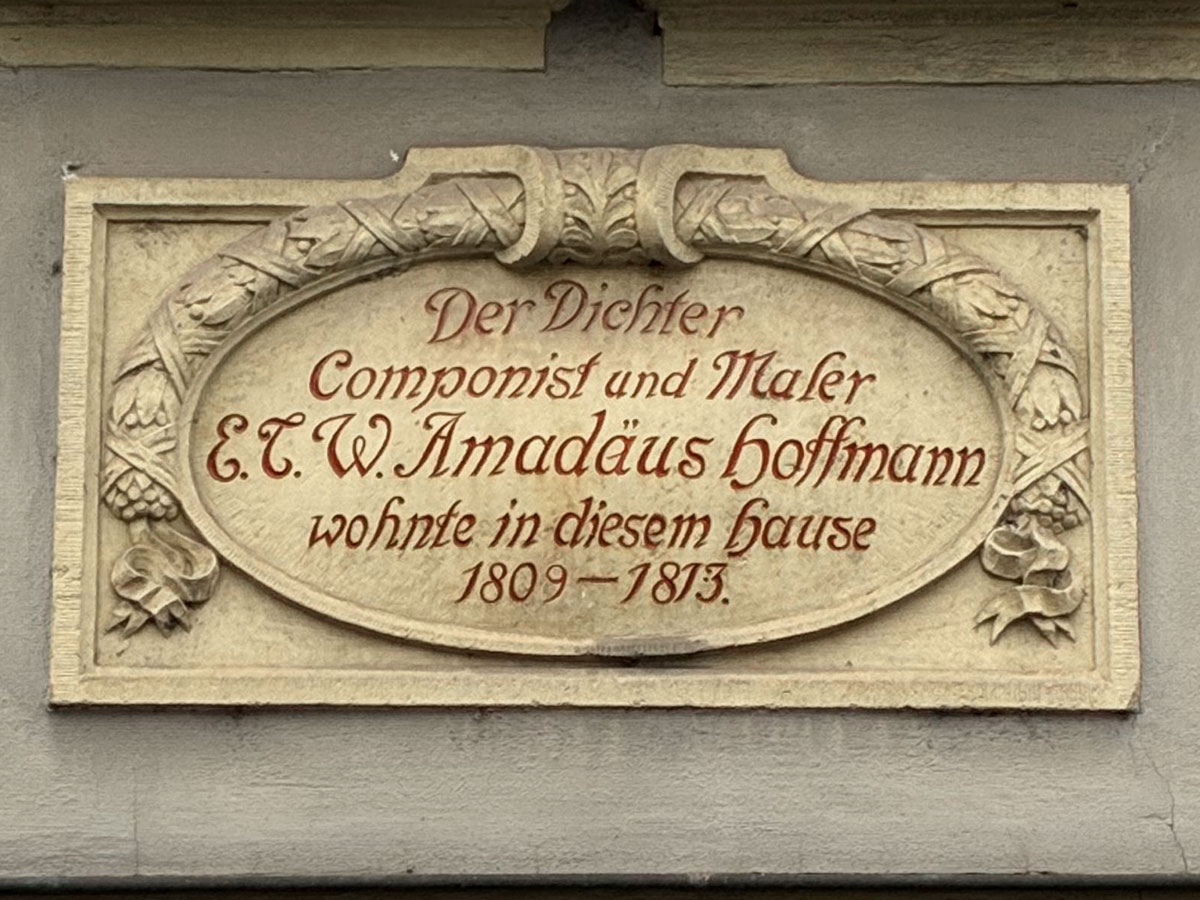 Der Dichter
Componist und Maler
E. T. W. Amadäus Hoffmann
wohnte in diesem Hause
1809 – 1813.